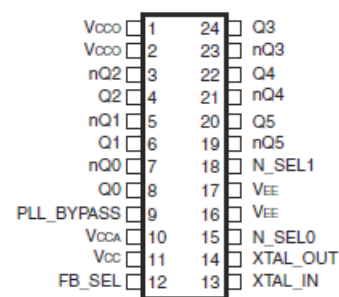 VCCO 1 24 Q3
VCCO 2 23 nQ3
nQ2 3 22 Q4
Q2 4 21 nQ4
nQ1 5 20 Q5
Q1 6 19 nQ5
nQ0 7 18 N_SEL1
Q0 8 17 VEE
PLL_BYPASS 9 16 VEE
VCCA 10 15 N_SEL0
VCC 11 14 XTAL_OUT
FB_SEL 12 13 XTAL_IN